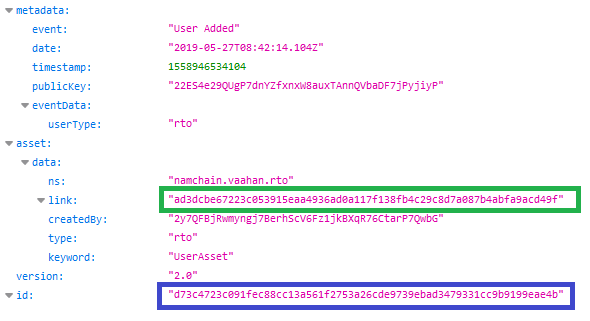 metadata:
event: "User Added"
date: "2019-05-27T08:42:14.104Z"
timestamp: 1558946534104
publicKey: "22ES4e29QUgP7dnYZfxnxW8auxTAnnQVbaDF7jPyjiyP"
eventData:
userType: "rto"
asset:
data:
ns: "namchain.vaahan.rto"
link: "ad3dcbe67223c053915eaa4936ad0a117f138fb4c29c8d7a087b4abfa9acd49f"
createdBy: "2y7QFBjRwmyngj7BerhScV6Fz1jkBXqR76CtarP7QwbG"
type: "rto"
keyword: "UserAsset"
version: "2.0"
id: "d73c4723c091fec88cc13a561f2753a26cde9739ebad3479331cc9b9199eae4b"